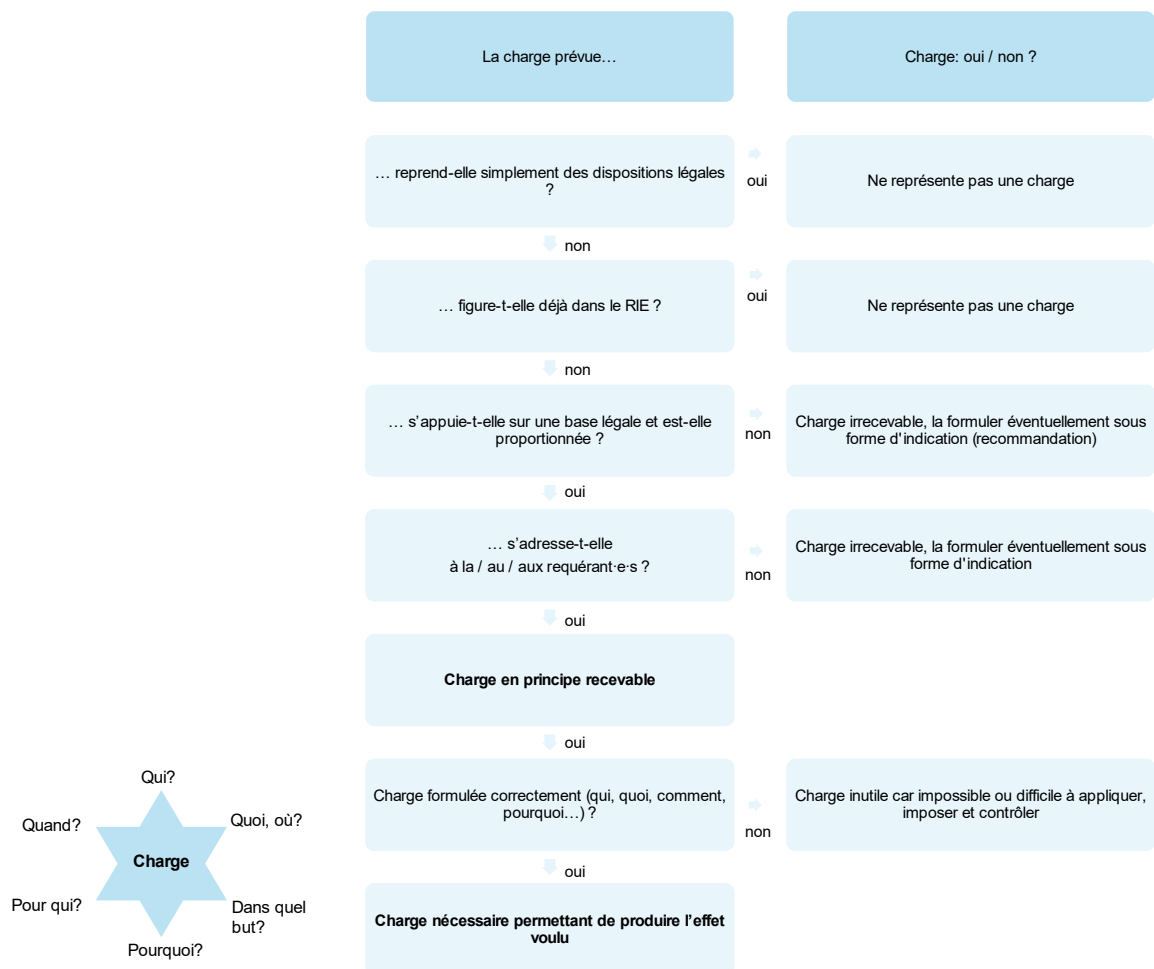 La charge prévue…
Charge: oui / non ?
… reprend-elle simplement des dispositions légales
?
oui
Ne représente pas une charge
non
… figure-t-elle déjà dans le RIE ?
oui
Ne représente pas une charge
non
… s'appuie-t-elle sur une base légale et est-elle
proportionnée ?
non
Charge irrecevable, la formuler éventuellement sous
forme d'indication (recommandation)
oui
… s'adresse-t-elle
à la / au / aux requérant·e·s ?
non
Charge irrecevable, la formuler éventuellement sous
forme d'indication
oui
Charge en principe recevable
oui
Charge formulée correctement (qui, quoi, comment,
pourquoi…) ?
non
Charge inutile car impossible ou difficile à appliquer,
imposer et contrôler
oui
Charge nécessaire permettant de produire l'effet
voulu
Qui?
Quand?
Quoi, où?
Charge
Pour qui?
Dans quel
but?
Pourquoi?